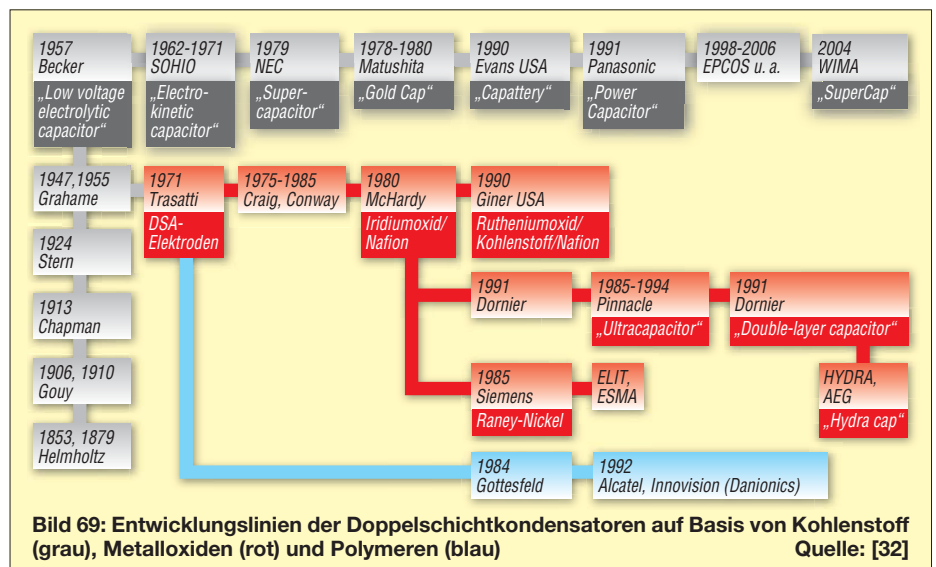 1957
Becker
„Low voltage
electrolytic
capacitor“
1962-1971
SOHIO
„Electro-
kinetic
capacitor“
1979
NEC
„Super-
capacitor“
1978-1980
Matushita
„Gold Cap“
1990
Evans USA
„Capattery“
1991
Panasonic
„Power
Capacitor“
1998-2006
EPCOS u. a.
2004
WIMA
„SuperCap“
1947,1955
Grahame
1971
Trasatti
DSA-
Elektroden
1975-1985
Craig, Conway
1980
McHardy
Iridiumoxid/
Nafion
1990
Giner USA
Rutheniumoxid/
Kohlenstoff/Nafion
1924
Stern
1913
Chapman
1906, 1910
Gouy
1853, 1879
Helmholtz
1991
Dornier
1985-1994
Pinnacle
„Ultracapacitor“
1991
Dornier
„Double-layer capacitor“
1985
Siemens
Raney-Nickel
ELIT,
ESMA
HYDRA,
AEG
„Hydra cap“
1984
Gottesfeld
1992
Alcatel, Innovision (Danionics)
Bild 69: Entwicklungslinien der Doppelschichtkondensatoren auf Basis von Kohlenstoff
(grau), Metalloxiden (rot) und Polymeren (blau) Quelle: [32]